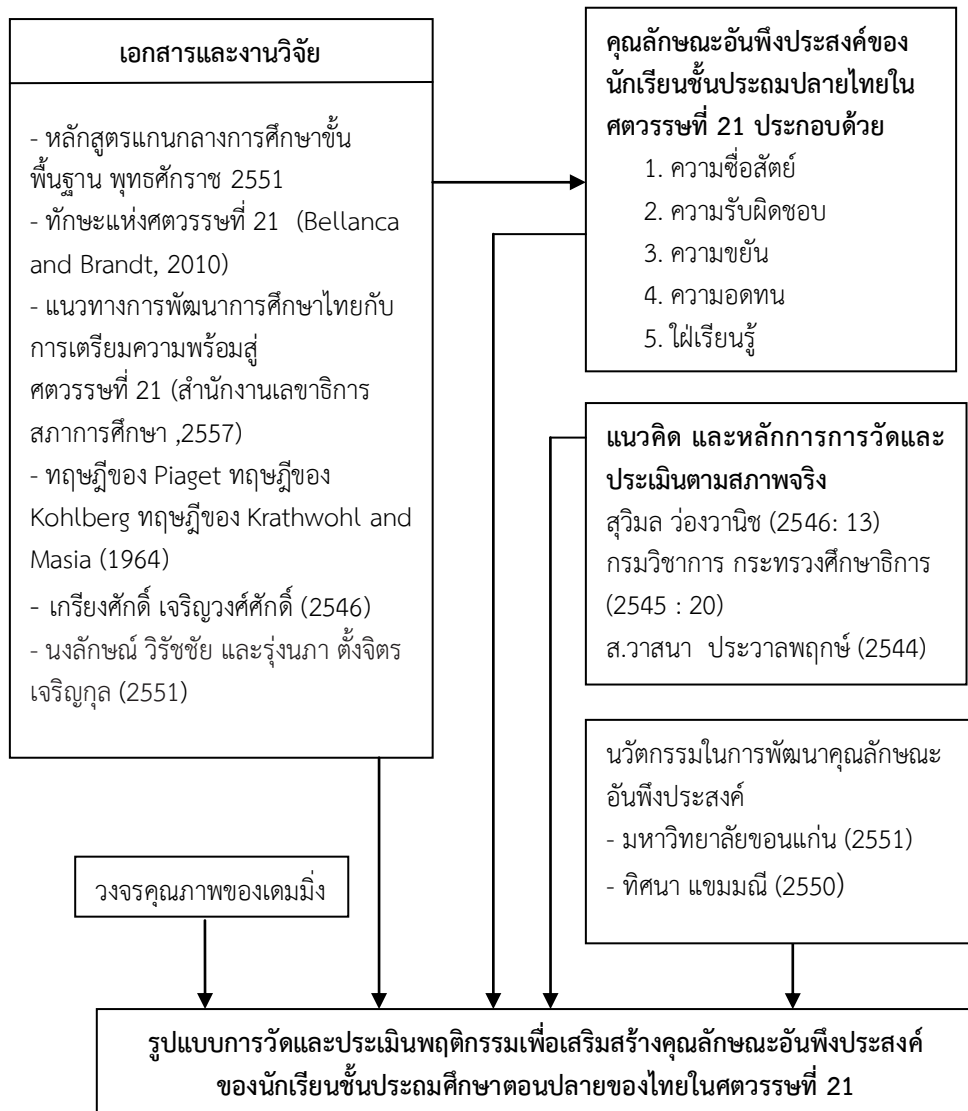 เอกสารและงานวิจัย
- หลักสูตรแกนกลางการศึกษาขั้น
พื้นฐาน พุทธศักราช 2551
- ทักษะแห่งศตวรรษที่ 21 (Bellanca
and Brandt, 2010)
- แนวทางการพัฒนาการศึกษาไทยกับ
การเตรียมความพร้อมสู่
ศตวรรษที่ 21 (สำนักงานเลขาธิการ
สภาการศึกษา ,2557)
- ทฤษฎีของ Piaget ทฤษฎีของ
Kohlberg ทฤษฎีของ Krathwohl and
Masia (1964)
- เกรียงศักดิ์ เจริญวงศ์ศักดิ์ (2546)
- นงลักษณ์ วิรัชชัย และรุ่งนภา ตั้งจิตร
เจริญกุล (2551)
คุณลักษณะอันพึงประสงค์ของ
นักเรียนชั้นประถมปลายไทยใน
ศตวรรษที่ 21 ประกอบด้วย
1. ความซื่อสัตย์
2. ความรับผิดชอบ
3. ความขยัน
4. ความอดทน
5. ใฝ่เรียนรู้
แนวคิด และหลักการการวัดและ
ประเมินตามสภาพจริง
สุวิมล ว่องวานิช (2546: 13)
กรมวิชาการ กระทรวงศึกษาธิการ
(2545 : 20)
ส.วาสนา ประวาลพฤกษ์ (2544)
นวัตกรรมในการพัฒนาคุณลักษณะ
อันพึงประสงค์
- มหาวิทยาลัยขอนแก่น (2551)
- ทิศนา แขมมณี (2550)
วงจรคุณภาพของเดมมิ่ง
รูปแบบการวัดและประเมินพฤติกรรมเพื่อเสริมสร้างคุณลักษณะอันพึงประสงค์
ของนักเรียนชั้นประถมศึกษาตอนปลายของไทยในศตวรรษที่ 21